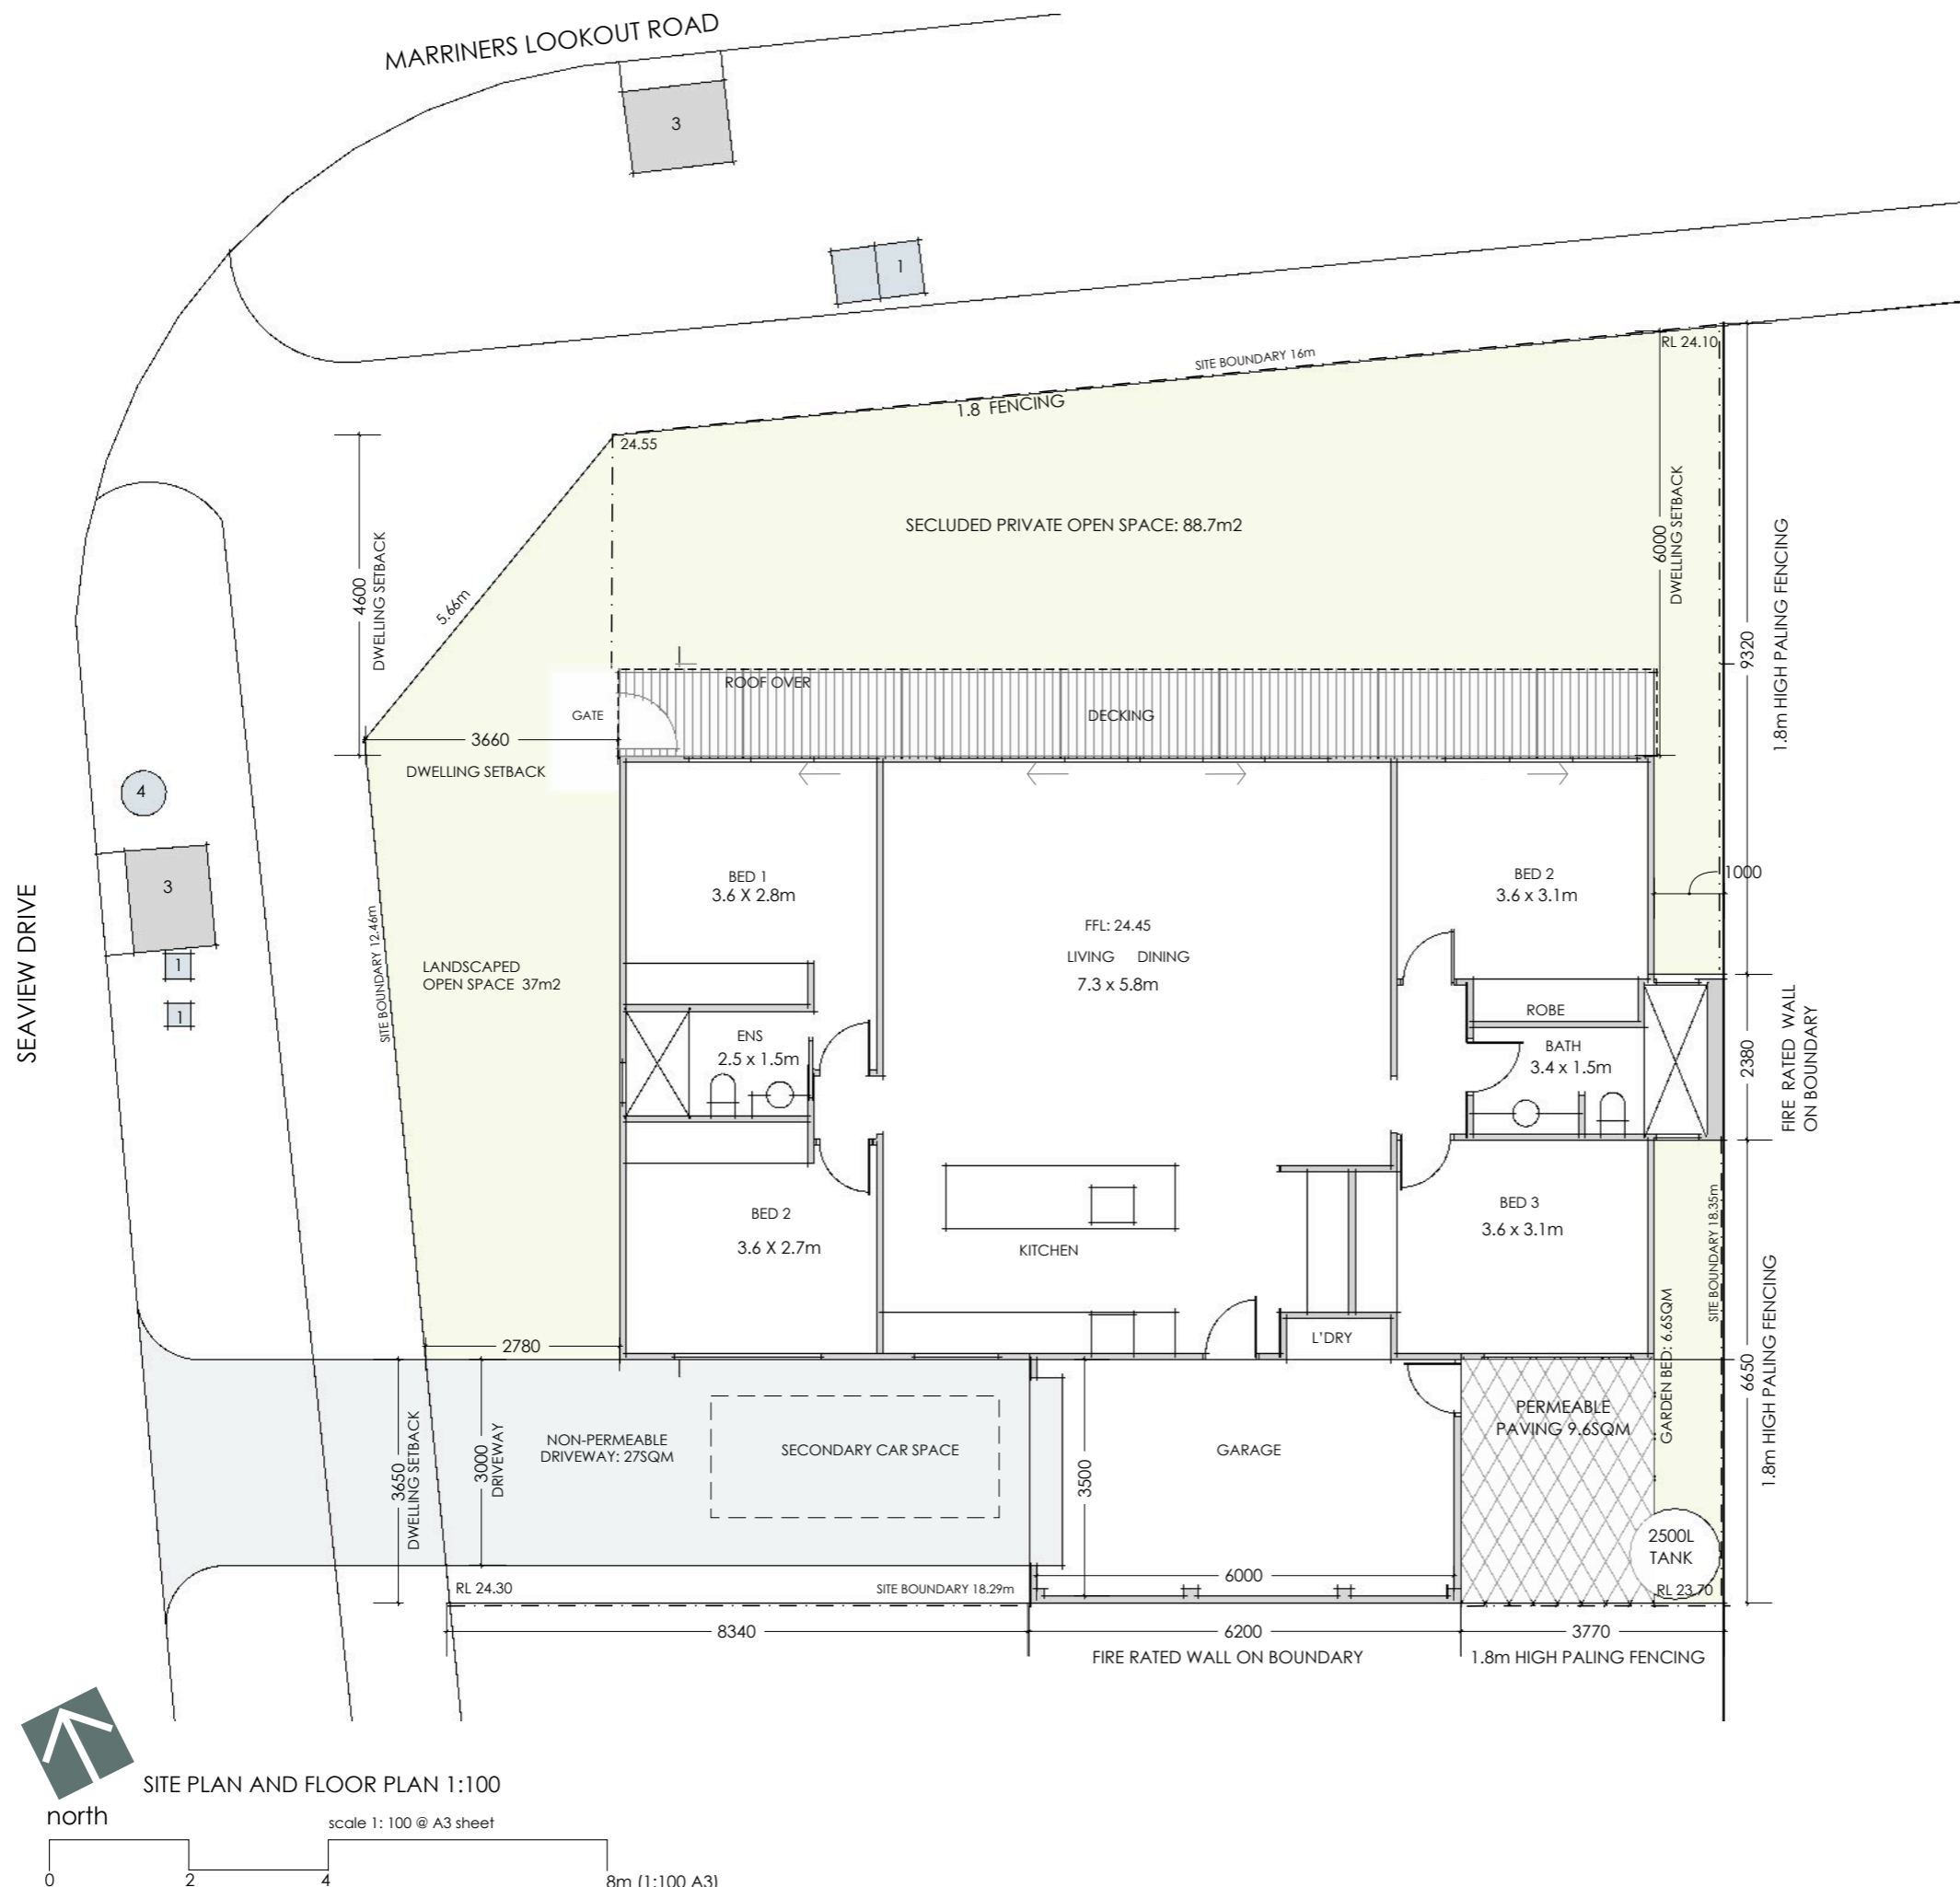 MARRINERS LOOKOUT ROAD
3
1
SITE BOUNDARY 16m
RL 24.10
1.8 FENCING
24.55
SECLUDED PRIVATE OPEN SPACE: 88.7m2
4600
DWELLING SETBACK
6000
DWELLING SETBACK
5.66m
9320
1.8m HIGH PALING FENCING
ROOF OVER
GATE
DECKING
3660
DWELLING SETBACK
4
3
1
1
SEAVIEW DRIVE
SITE BOUNDARY 12.46m
LANDSCAPED
OPEN SPACE 37m2
BED 1
3.6 X 2.8m
FFL: 24.45
LIVING DINING
7.3 x 5.8m
BED 2
3.6 x 3.1m
1000
ENS
2.5 x 1.5m
ROBE
BATH
3.4 x 1.5m
2380
FIRE RATED WALL
ON BOUNDARY
BED 2
3.6 X 2.7m
KITCHEN
BED 3
3.6 x 3.1m
SITE BOUNDARY 18.35m
L'DRY
2780
GARDEN BED: 6.6SQM
6650
1.8m HIGH PALING FENCING
3650
DWELLING SETBACK
3000
DRIVEWAY
NON-PERMEABLE
DRIVEWAY: 27SQM
SECONDARY CAR SPACE
3500
GARAGE
PERMEABLE
PAVING 9.6SQM
2500L
TANK
6000
RL 24.30
SITE BOUNDARY 18.29m
RL 23.70
8340
6200
3770
FIRE RATED WALL ON BOUNDARY
1.8m HIGH PALING FENCING
SITE PLAN AND FLOOR PLAN 1:100
north
scale 1: 100 @ A3 sheet
0
2
4
8m (1:100 A3)